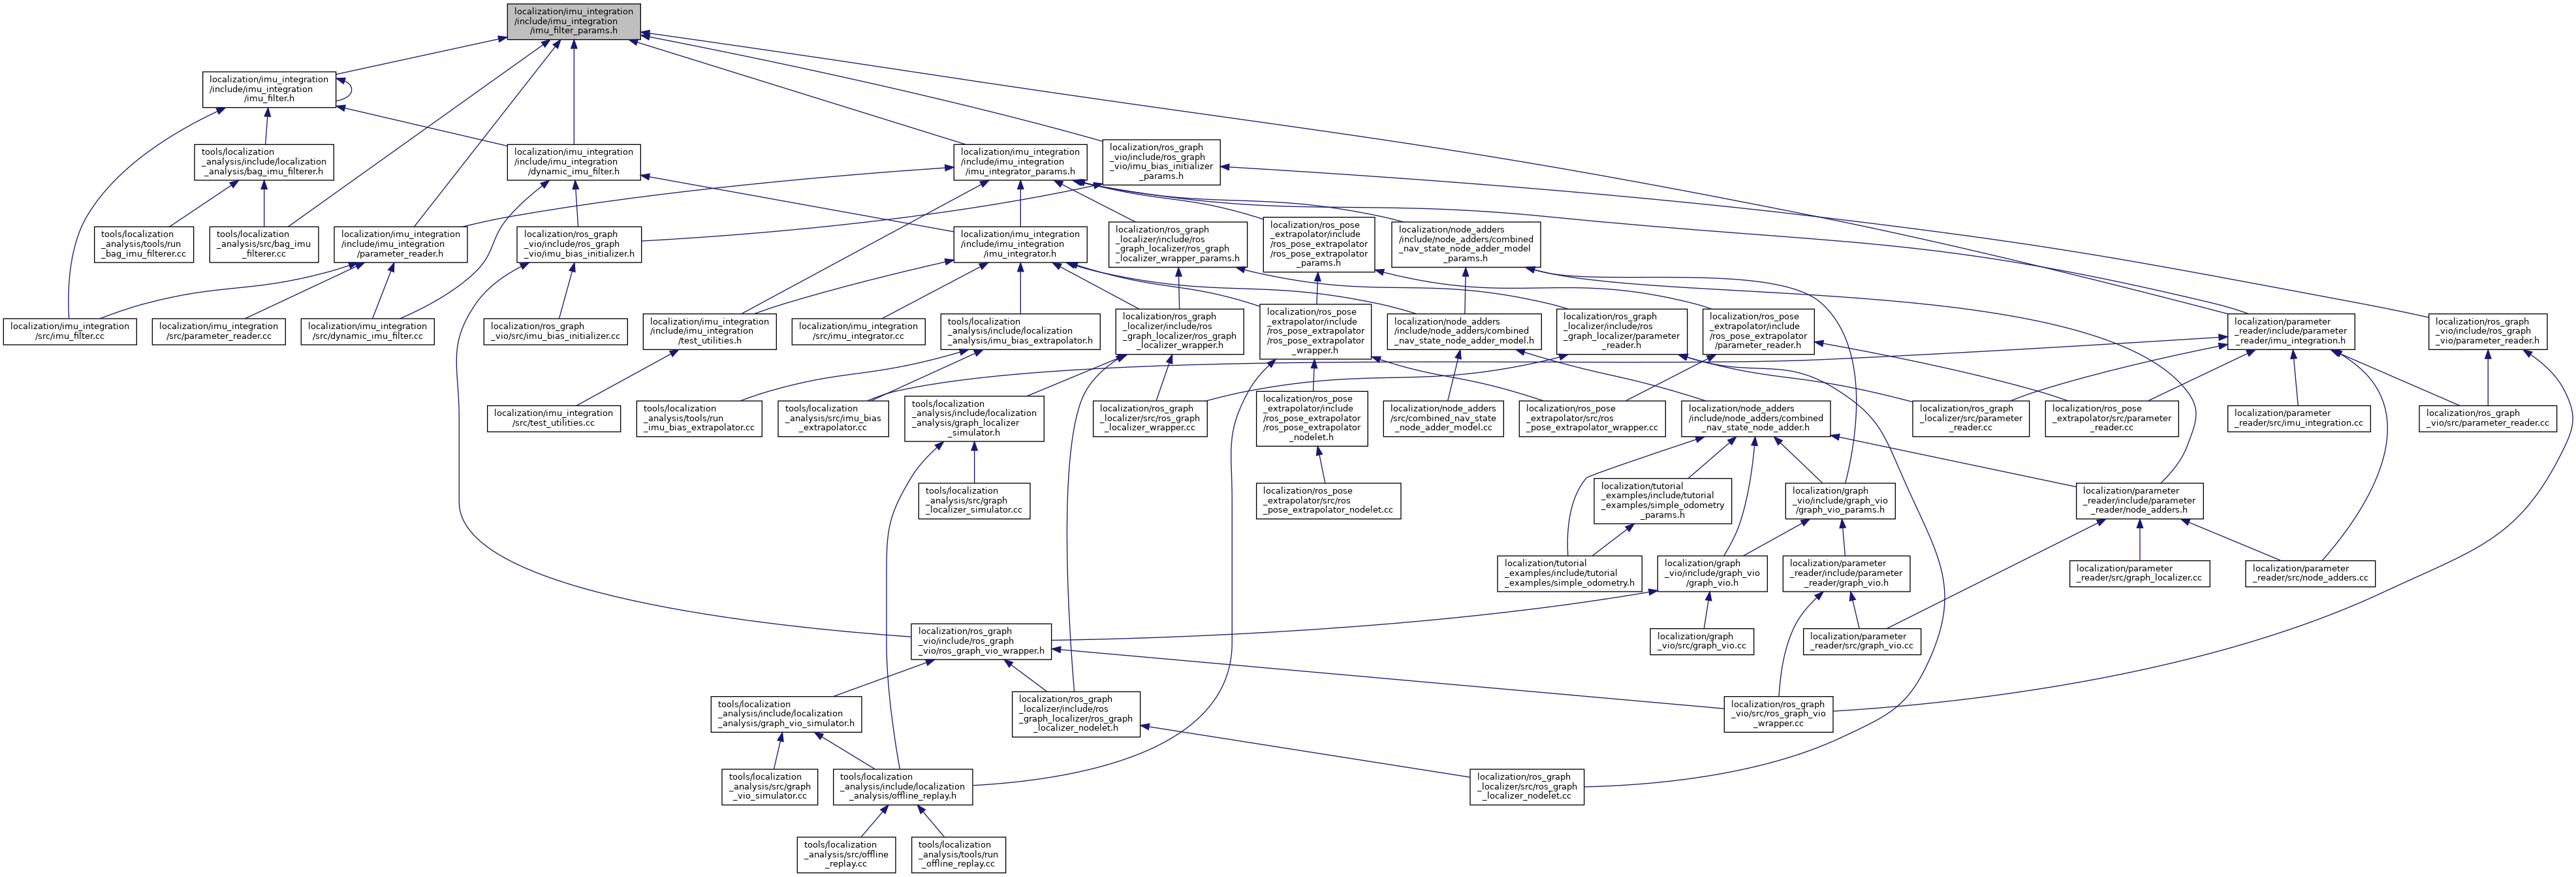 localization/imu_integration
/include/imu_integration
/imu_filter_params.h
localization/imu_integration
/include/imu_integration
/imu_filter.h
tools/localization
_analysis/include/localization
_analysis/bag_imu_filterer.h
localization/imu_integration
/include/imu_integration
/dynamic_imu_filter.h
localization/imu_integration
/include/imu_integration
/imu_integrator_params.h
localization/ros_graph
_vio/include/ros_graph
_vio/imu_bias_initializer
_params.h
tools/localization
_analysis/tools/run
_bag_imu_filterer.cc
tools/localization
_analysis/src/bag_imu
_filterer.cc
localization/imu_integration
/include/imu_integration
/parameter_reader.h
localization/ros_graph
_vio/include/ros_graph
_vio/imu_bias_initializer.h
localization/imu_integration
/include/imu_integration
/imu_integrator.h
localization/ros_graph
_localizer/include/ros
_graph_localizer/ros_graph
_localizer_wrapper_params.h
localization/ros_pose
_extrapolator/include
/ros_pose_extrapolator
/ros_pose_extrapolator
_params.h
localization/node_adders
/include/node_adders/combined
_nav_state_node_adder_model
_params.h
localization/imu_integration
/src/imu_filter.cc
localization/imu_integration
/src/parameter_reader.cc
localization/imu_integration
/src/dynamic_imu_filter.cc
localization/ros_graph
_vio/src/imu_bias_initializer.cc
localization/imu_integration
/include/imu_integration
/test_utilities.h
localization/imu_integration
/src/imu_integrator.cc
tools/localization
_analysis/include/localization
_analysis/imu_bias_extrapolator.h
localization/ros_graph
_localizer/include/ros
_graph_localizer/ros_graph
_localizer_wrapper.h
localization/ros_pose
_extrapolator/include
/ros_pose_extrapolator
/ros_pose_extrapolator
_wrapper.h
localization/node_adders
/include/node_adders/combined
_nav_state_node_adder_model.h
localization/ros_graph
_localizer/include/ros
_graph_localizer/parameter
_reader.h
localization/ros_pose
_extrapolator/include
/ros_pose_extrapolator
/parameter_reader.h
localization/parameter
_reader/include/parameter
_reader/imu_integration.h
localization/ros_graph
_vio/include/ros_graph
_vio/parameter_reader.h
localization/imu_integration
/src/test_utilities.cc
tools/localization
_analysis/tools/run
_imu_bias_extrapolator.cc
tools/localization
_analysis/src/imu_bias
_extrapolator.cc
tools/localization
_analysis/include/localization
_analysis/graph_localizer
_simulator.h
localization/ros_graph
_localizer/src/ros_graph
_localizer_wrapper.cc
localization/ros_pose
_extrapolator/include
/ros_pose_extrapolator
/ros_pose_extrapolator
_nodelet.h
localization/node_adders
/src/combined_nav_state
_node_adder_model.cc
localization/ros_pose
_extrapolator/src/ros
_pose_extrapolator_wrapper.cc
localization/node_adders
/include/node_adders/combined
_nav_state_node_adder.h
localization/ros_graph
_localizer/src/parameter
_reader.cc
localization/ros_pose
_extrapolator/src/parameter
_reader.cc
localization/parameter
_reader/src/imu_integration.cc
localization/ros_graph
_vio/src/parameter_reader.cc
tools/localization
_analysis/src/graph
_localizer_simulator.cc
localization/ros_pose
_extrapolator/src/ros
_pose_extrapolator_nodelet.cc
localization/tutorial
_examples/include/tutorial
_examples/simple_odometry
_params.h
localization/graph
_vio/include/graph_vio
/graph_vio_params.h
localization/parameter
_reader/include/parameter
_reader/node_adders.h
localization/tutorial
_examples/include/tutorial
_examples/simple_odometry.h
localization/graph
_vio/include/graph_vio
/graph_vio.h
localization/parameter
_reader/include/parameter
_reader/graph_vio.h
localization/parameter
_reader/src/graph_localizer.cc
localization/parameter
_reader/src/node_adders.cc
localization/ros_graph
_vio/include/ros_graph
_vio/ros_graph_vio_wrapper.h
localization/graph
_vio/src/graph_vio.cc
localization/parameter
_reader/src/graph_vio.cc
tools/localization
_analysis/include/localization
_analysis/graph_vio_simulator.h
localization/ros_graph
_localizer/include/ros
_graph_localizer/ros_graph
_localizer_nodelet.h
localization/ros_graph
_vio/src/ros_graph_vio
_wrapper.cc
tools/localization
_analysis/src/graph
_vio_simulator.cc
tools/localization
_analysis/include/localization
_analysis/offline_replay.h
localization/ros_graph
_localizer/src/ros_graph
_localizer_nodelet.cc
tools/localization
_analysis/src/offline
_replay.cc
tools/localization
_analysis/tools/run
_offline_replay.cc